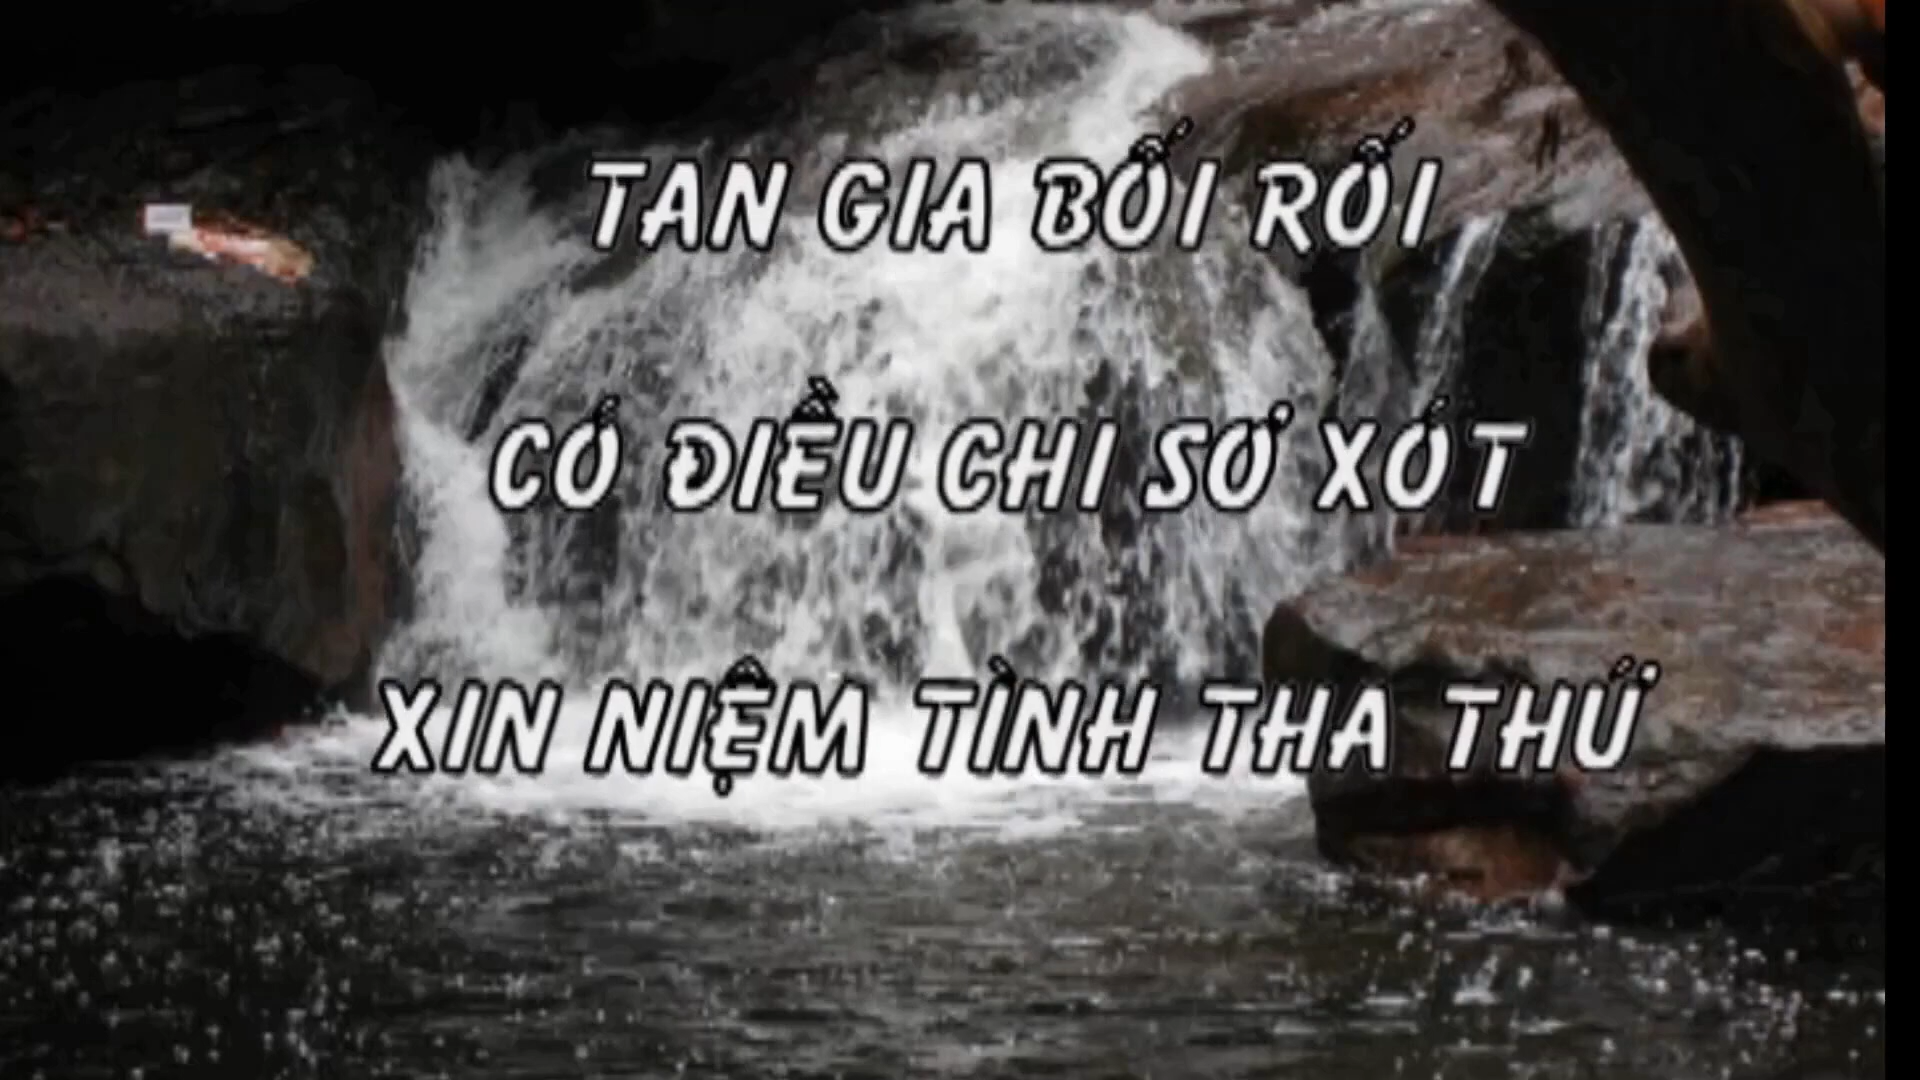 TAN GIA BỐI RỐI
CÓ ĐIỀU CHI SƠ XÓT
XIN NIỆM TÌNH THA THỨ